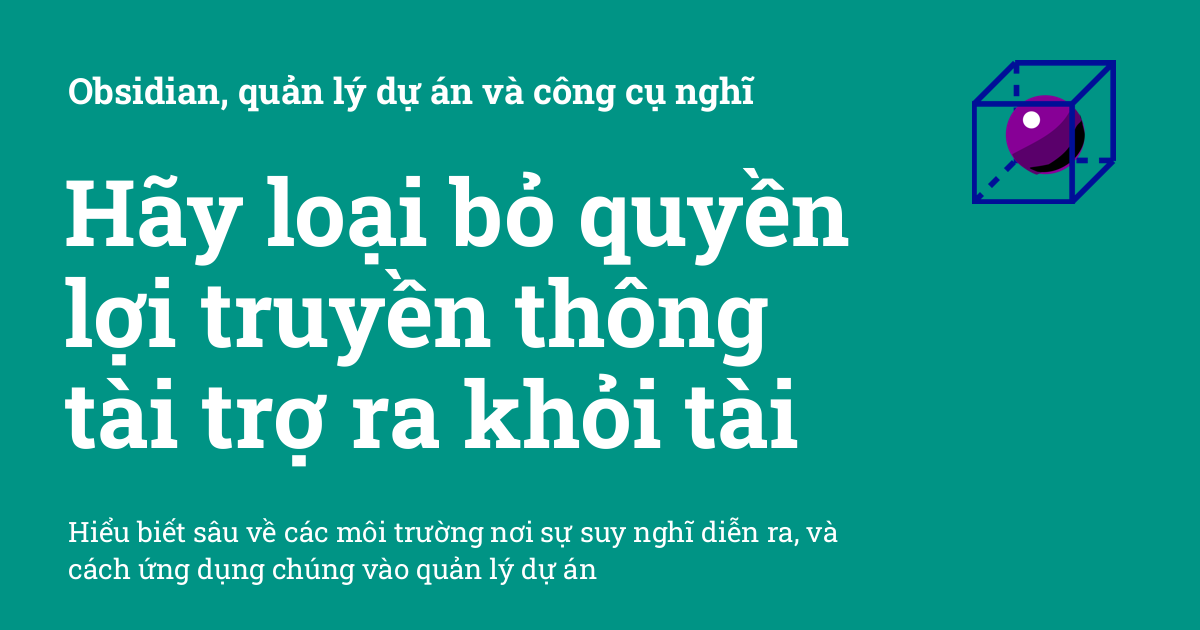 Obsidian, quản lý dự án và công cụ nghĩ
Hãy loại bỏ quyền
lợi truyền thông
tài trợ ra khỏi tài
Hiểu biết sâu về các môi trường nơi sự suy nghĩ diễn ra, và
cách ứng dụng chúng vào quản lý dự án